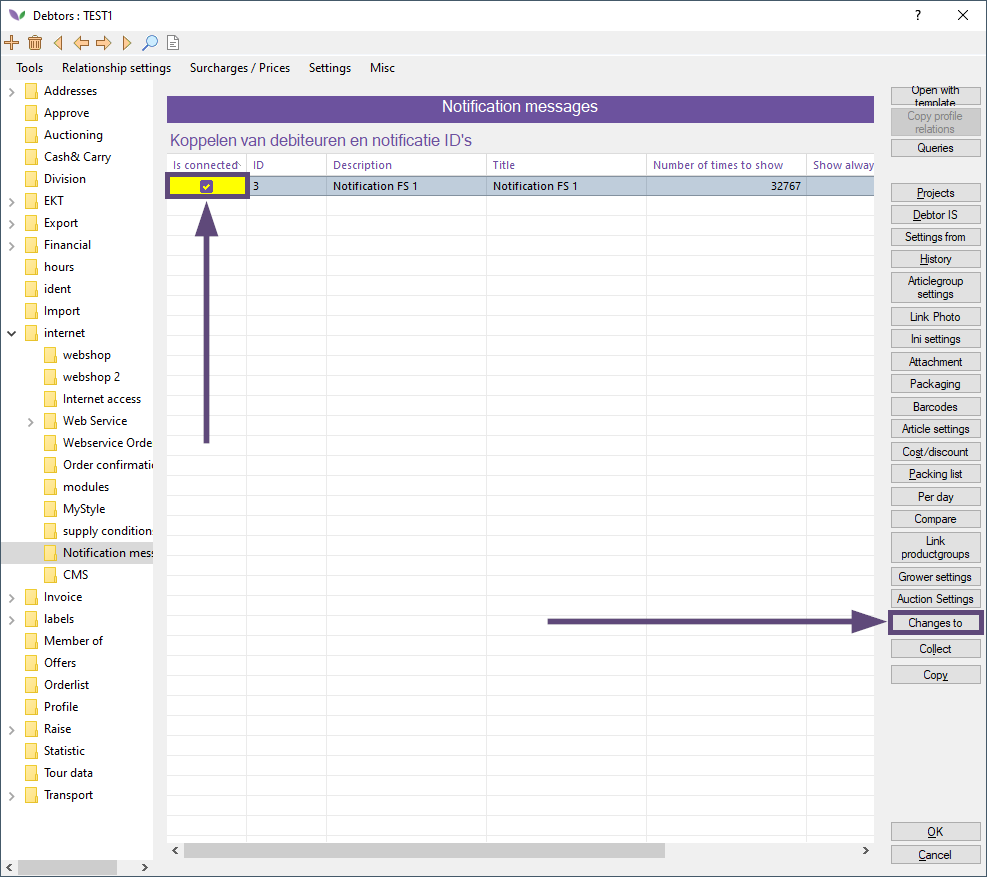 Debtors : TEST1
?
Tools Relationship settings Surcharges / Prices Settings Misc
Addresses
Approve
Auctioning
Cash& Carry
Division
EKT
Export
Financial
hours
ident
Import
internet
webshop
webshop 2
Internet access
Web Service
Webservice Orde
Order confirmatio
modules
MyStyle
supply condition
Notification mess
CMS
Invoice
labels
Member of
Offers
Orderlist
Profile
Raise
Statistic
Tour data
Transport
Notification messages
Koppelen van debiteuren en notificatie ID's
Is connected ID Description Title Number of times to show Show alway
3 Notification FS 1 Notification FS 1 32767
Open with
template
Copy profile
relations
Queries
Projects
Debtor IS
Settings from
History
Articlegroup
settings
Link Photo
Ini settings
Attachment
Packaging
Barcodes
Article settings
Cost/discount
Packing list
Per day
Compare
Link
productgroups
Grower settings
Auction Settings
Changes to
Collect
Copy
OK
Cancel